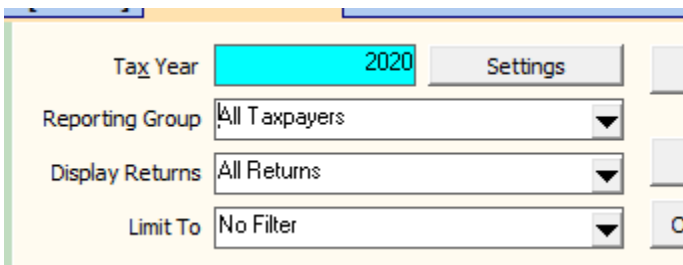 Tax Year 2020 Settings
Reporting Group All Taxpayers
Display Returns All Returns
Limit To No Filter